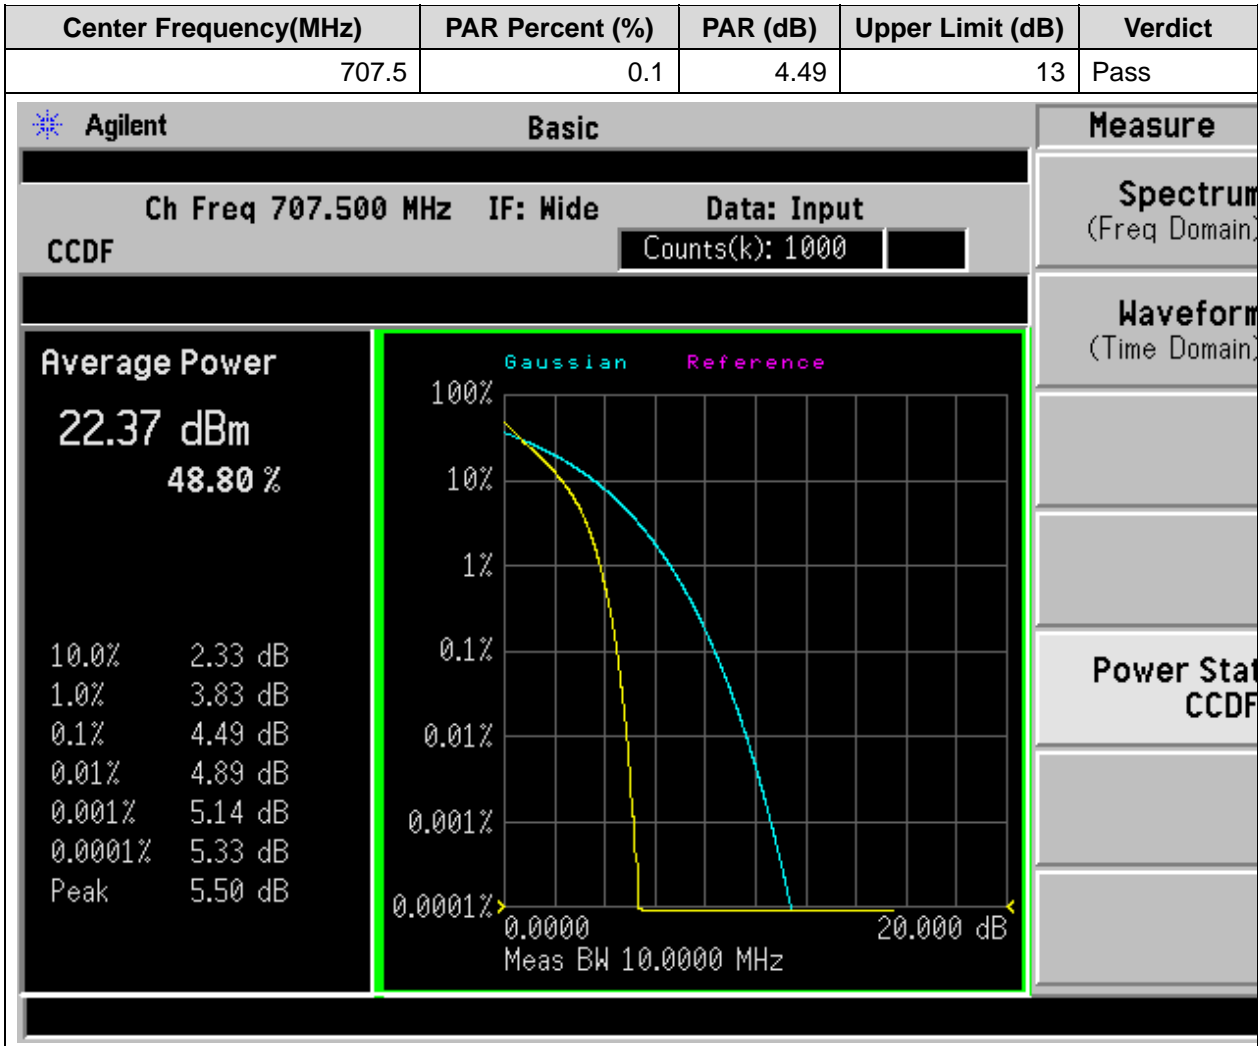 Center Frequency(MHz) PAR Percent (%) PAR (dB) Upper Limit (dB) Verdict
707.5 0.1 4.49 13 Pass
Agilent Basic Measure
Ch Freq 707.500 MHz IF: Wide Data: Input
CCDF Counts(k): 1000
Spectrum
(Freq Domain)
Waveform
(Time Domain)
Power Stat
CCDF
Average Power
22.37 dBm
48.80 %
10.0% 2.33 dB
1.0% 3.83 dB
0.1% 4.49 dB
0.01% 4.89 dB
0.001% 5.14 dB
0.0001% 5.33 dB
Peak 5.50 dB
Gaussian Reference
100%
10%
1%
0.1%
0.01%
0.001%
0.0001%
0.0000 20.000 dB
Meas BW 10.0000 MHz